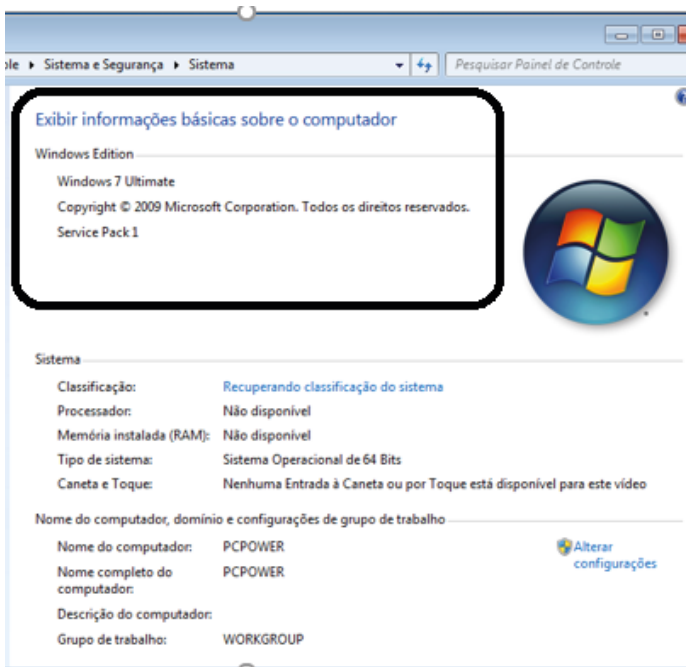 Sistema e Segurança Sistema
Pesquisar Painel de Controle
Exibir informações básicas sobre o computador
Windows Edition
Windows 7 Ultimate
Copyright © 2009 Microsoft Corporation. Todos os direitos reservados.
Service Pack 1
Sistema
Classificação: Recuperando classificação do sistema
Processador: Não disponível
Memória instalada (RAM): Não disponível
Tipo de sistema: Sistema Operacional de 64 Bits
Caneta e Toque: Nenhuma Entrada à Caneta ou por Toque está disponível para este vídeo
Nome do computador, domínio e configurações de grupo de trabalho
Nome do computador: PCPOWER
Alterar
configurações
Nome completo do
computador: PCPOWER
Descrição do computador:
Grupo de trabalho: WORKGROUP